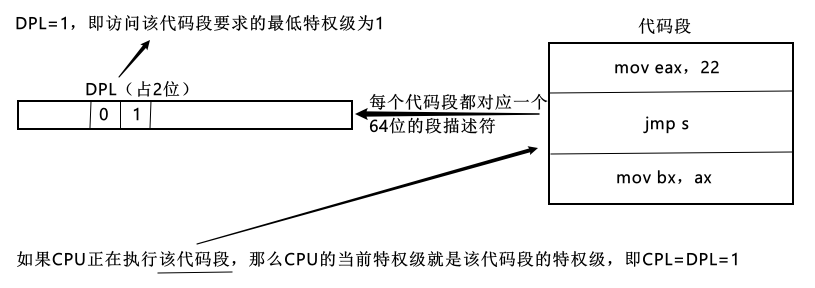 DPL=1，即访问该代码段要求的最低特权级为1
代码段
mov eax，22
DPL（占2位）
0 1
每个代码段都对应一个
64位的段描述符
jmp s
mov bx，ax
如果CPU正在执行该代码段，那么CPU的当前特权级就是该代码段的特权级，即CPL=DPL=1